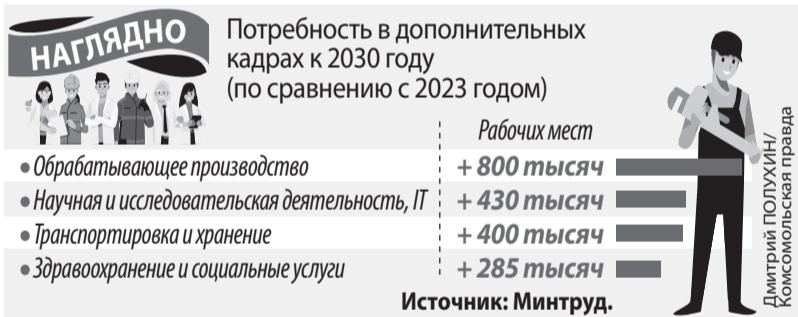 НАГЛЯДНО
Потребность в дополнительных
кадрах к 2030 году
(по сравнению с 2023 годом)
Рабочих мест
• Обрабатывающее производство + 800 тысяч
• Научная и исследовательская деятельность, IT + 430 тысяч
• Транспортировка и хранение + 400 тысяч
• Здравоохранение и социальные услуги + 285 тысяч
Источник: Минтруд.
Дмитрий ПОЛУХИН/
Комсомольская правда